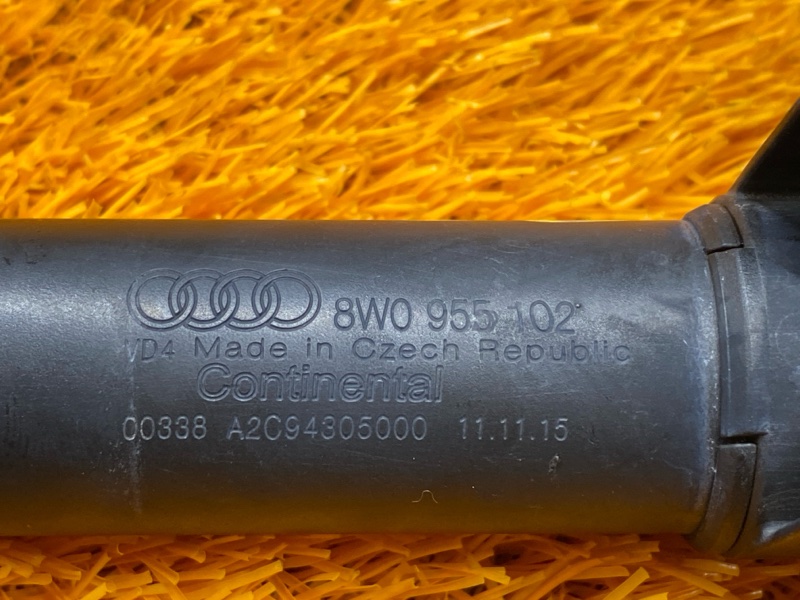 8W0 955 102
VD4 Made in Czech Republic
Continental
00338 A2C94305000 11.11.15